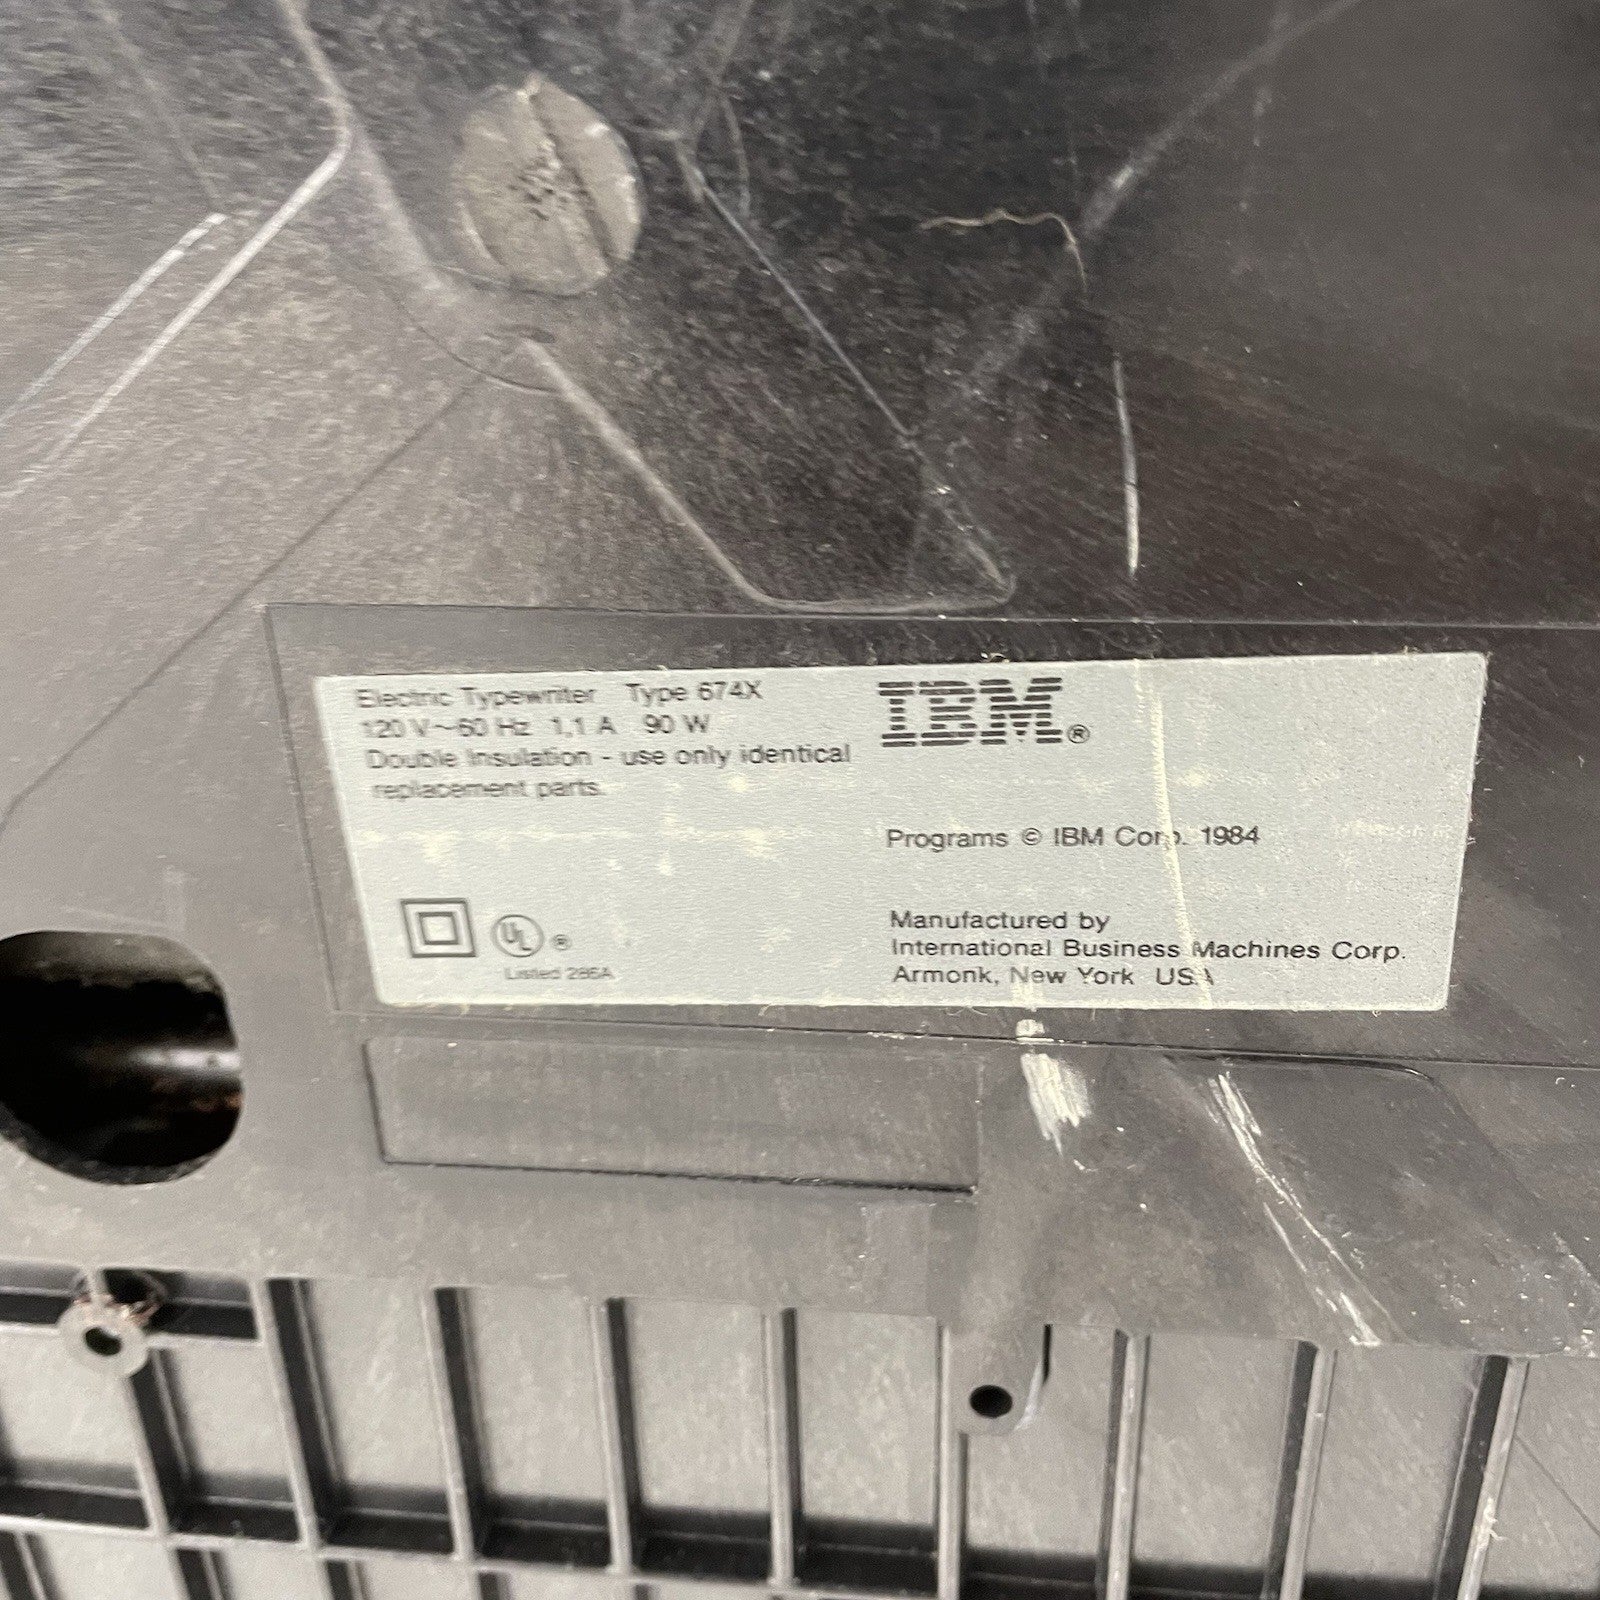 Electric Typewriter Type 674X
120 V~60 Hz 1,1 A 90 W
Double Insulation - use only identical
replacement parts.
IBM®
Programs © IBM Corp. 1984
UL ®
Listed 286A
Manufactured by
International Business Machines Corp.
Armonk, New York USA